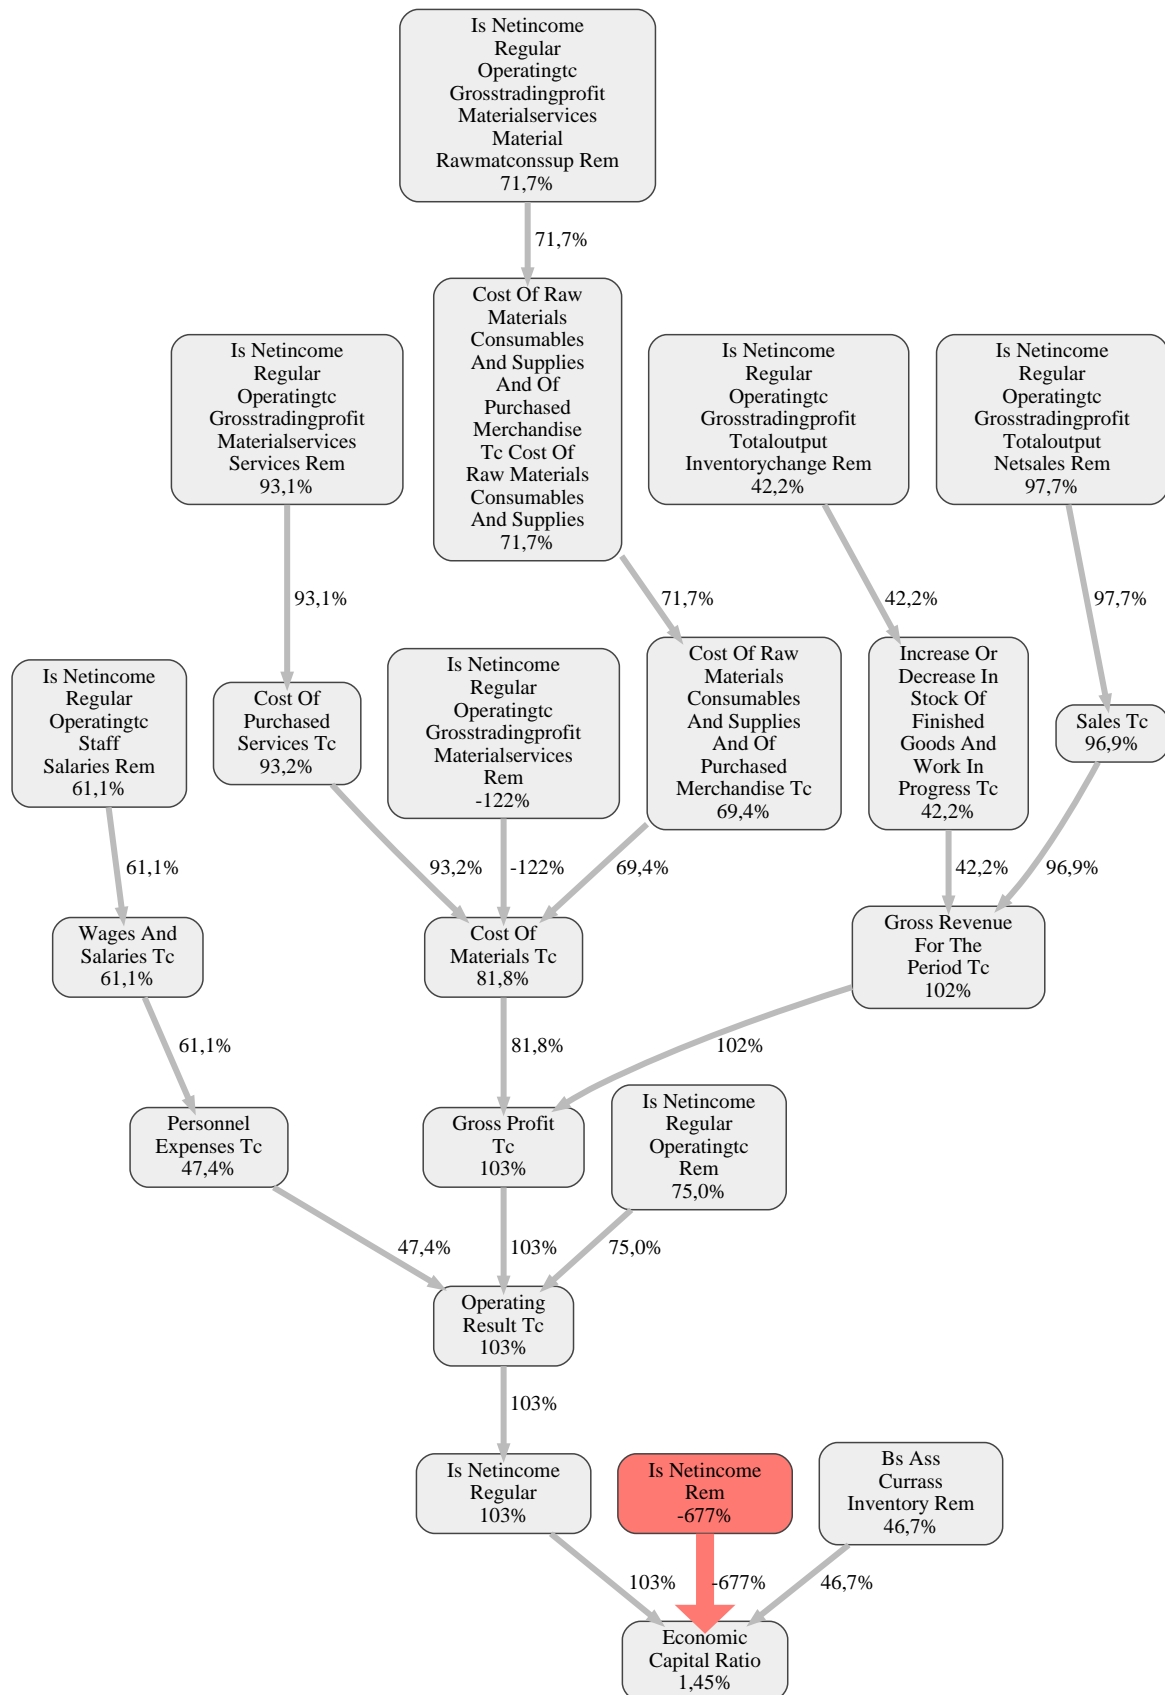 Is Netincome
Regular
Operatingtc
Grosstradingprofit
Materialservices
Material
Rawmatconssup Rem
71,7%
71,7%
Cost Of Raw
Materials
Consumables
And Supplies
And Of
Purchased
Merchandise
Tc Cost Of
Raw Materials
Consumables
And Supplies
71,7%
Is Netincome
Regular
Operatingtc
Grosstradingprofit
Materialservices
Services Rem
93,1%
Is Netincome
Regular
Operatingtc
Grosstradingprofit
Totaloutput
Inventorychange Rem
42,2%
Is Netincome
Regular
Operatingtc
Grosstradingprofit
Totaloutput
Netsales Rem
97,7%
93,1%
71,7%
42,2%
97,7%
Is Netincome
Regular
Operatingtc
Staff
Salaries Rem
61,1%
Cost Of
Purchased
Services Tc
93,2%
Is Netincome
Regular
Operatingtc
Grosstradingprofit
Materialservices
Rem
-122%
Cost Of Raw
Materials
Consumables
And Supplies
And Of
Purchased
Merchandise Tc
69,4%
Increase Or
Decrease In
Stock Of
Finished
Goods And
Work In
Progress Tc
42,2%
Sales Tc
96,9%
61,1%
93,2%
-122%
69,4%
42,2%
96,9%
Wages And
Salaries Tc
61,1%
Cost Of
Materials Tc
81,8%
Gross Revenue
For The
Period Tc
102%
61,1%
81,8%
102%
Personnel
Expenses Tc
47,4%
Gross Profit
Tc
103%
Is Netincome
Regular
Operatingtc
Rem
75,0%
47,4%
103%
75,0%
Operating
Result Tc
103%
103%
Is Netincome
Regular
103%
Is Netincome
Rem
-677%
Bs Ass
Currass
Inventory Rem
46,7%
103%
-677%
46,7%
Economic
Capital Ratio
1,45%